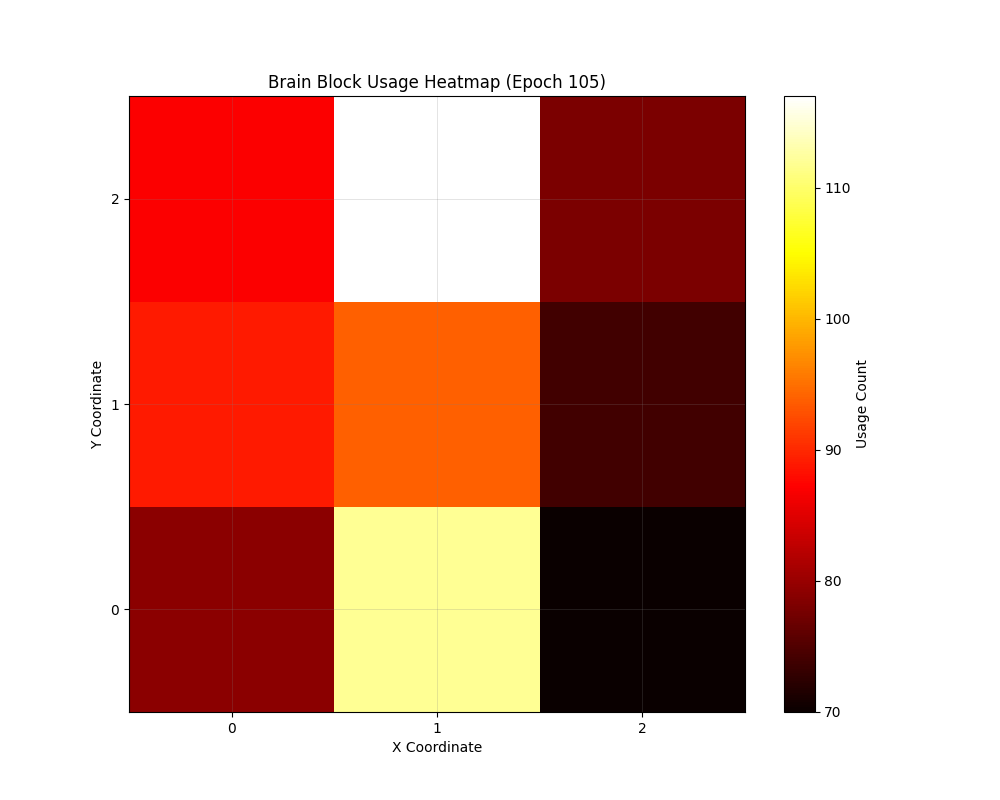 Brain Block Usage Heatmap (Epoch 105)
2
1
0
Y Coordinate
0 1 2
X Coordinate
110
100
90
80
70
Usage Count